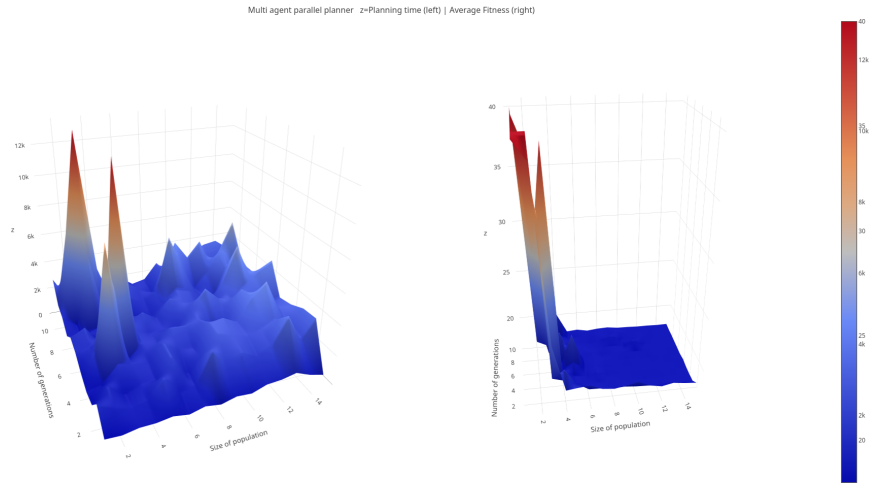 Multi agent parallel planner z=Planning time (left) | Average Fitness (right)
12k
10k
8k
6k
4k
2k
0
z
10
8
6
4
2
Number of generations
2
4
6
8
10
12
14
Size of population
40
35
30
25
20
z
10
8
6
4
2
Number of generations
2
4
6
8
10
12
14
Size of population
40
12k
35
10k
8k
30
6k
25
4k
2k
20